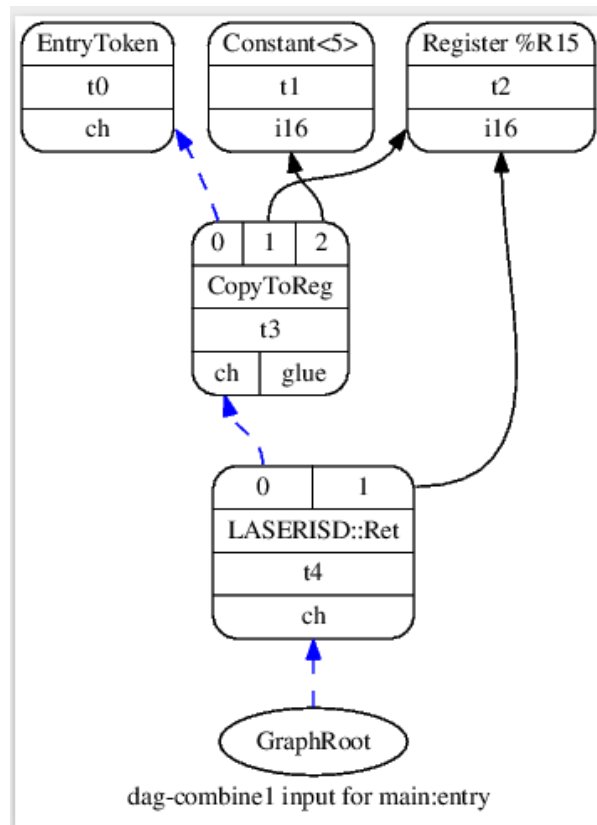 EntryToken
t0
ch
Constant<5>
t1
i16
Register %R15
t2
i16
0 1 2
CopyToReg
t3
ch glue
0 1
LASERISD::Ret
t4
ch
GraphRoot
dag-combine1 input for main:entry